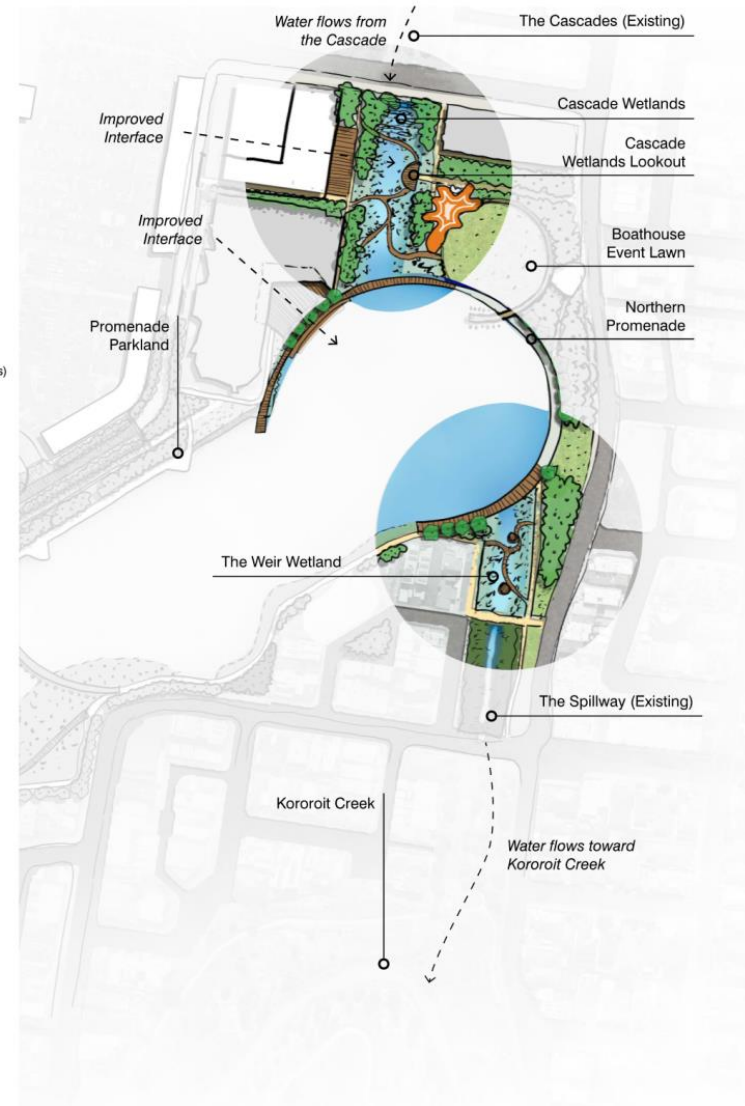 Water flows from
the Cascade
The Cascades (Existing)
Cascade Wetlands
Improved
Interface
Cascade
Wetlands Lookout
Improved
Interface
Boathouse
Event Lawn
Northern
Promenade
Promenade
Parkland
The Weir Wetland
The Spillway (Existing)
Kororoit Creek
Water flows toward
Kororoit Creek